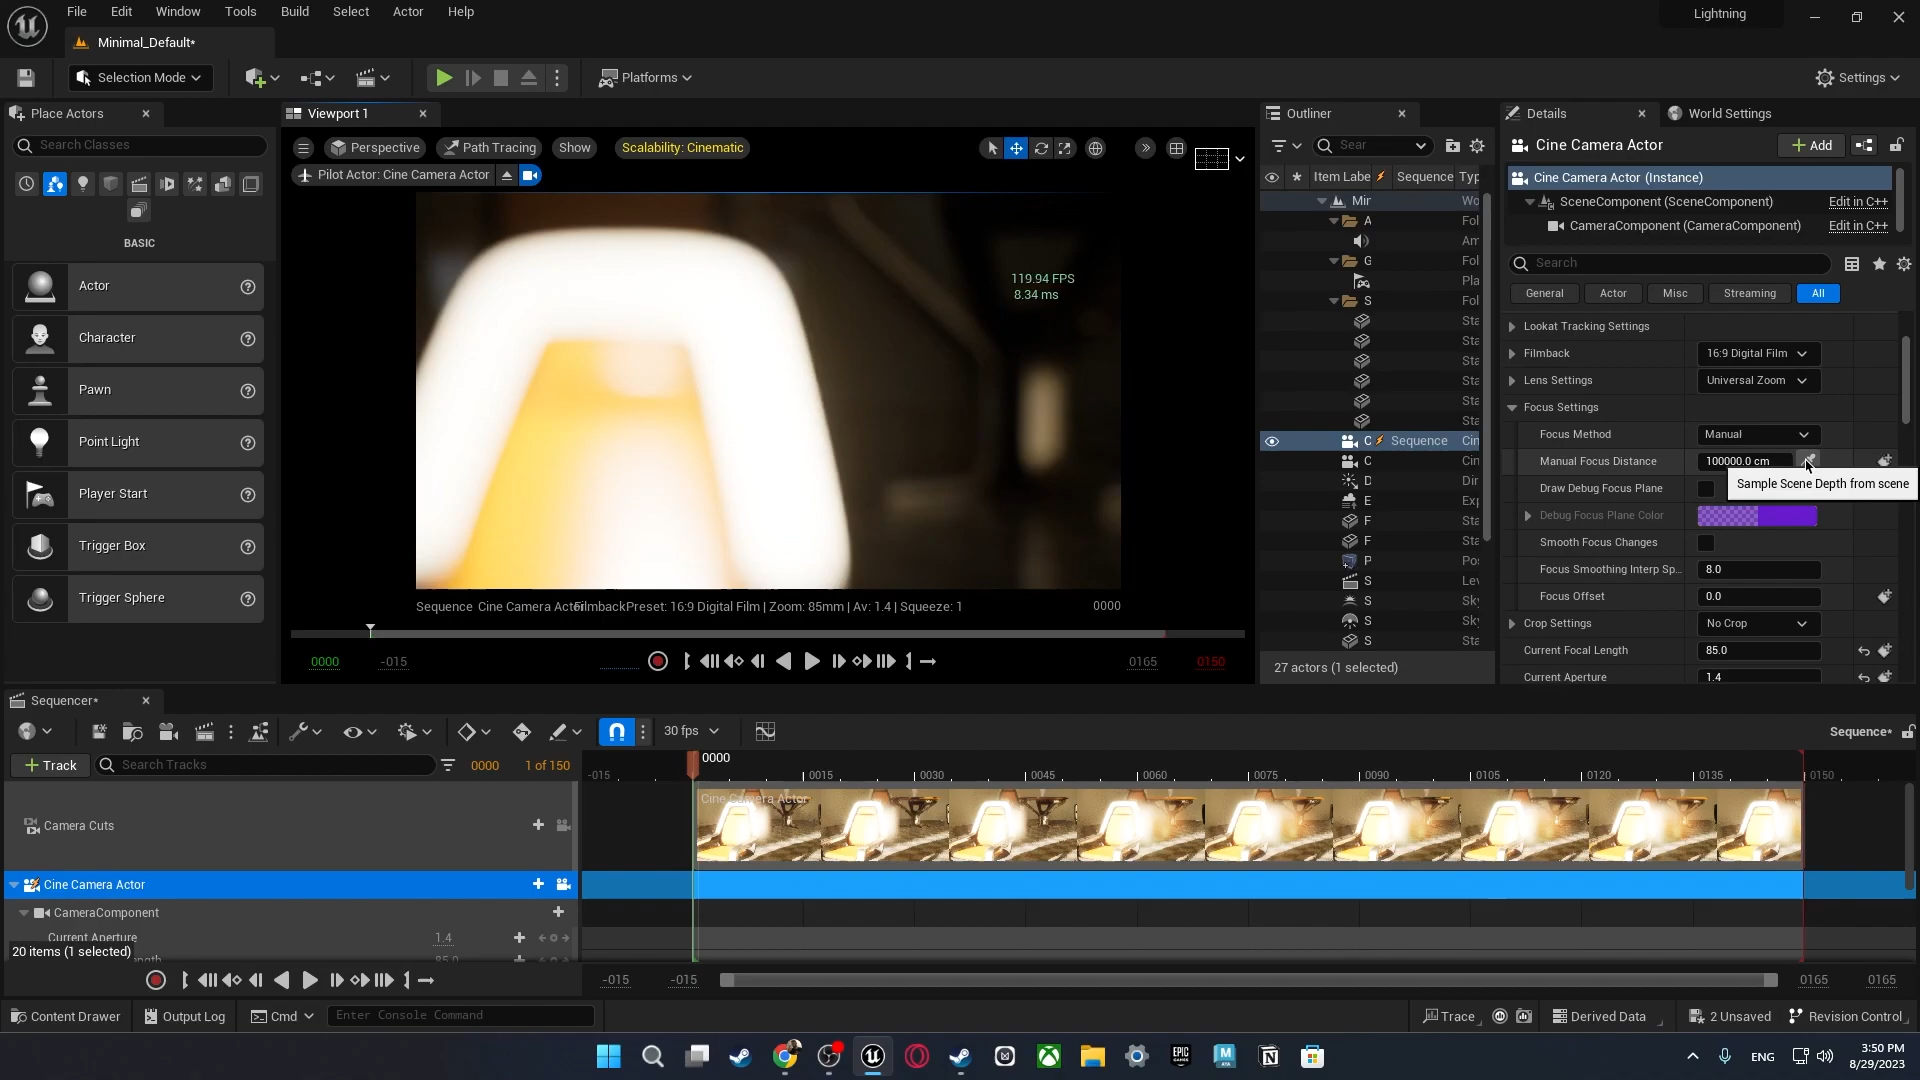 File Edit Window Tools Build Select Actor Help
Lightning
Minimal_Default*
Selection Mode
Platforms
Settings
Place Actors
Search Classes
BASIC
Actor
Character
Pawn
Point Light
Player Start
Trigger Box
Trigger Sphere
Viewport 1
Perspective Path Tracing Show Scalability: Cinematic
Pilot Actor: Cine Camera Actor
119.94 FPS
8.34 ms
Sequence Cine Camera Actor FilmbackPreset: 16:9 Digital Film | Zoom: 85mm | Av: 1.4 | Squeeze: 1 0000
0000 -015 0165 0150
Outliner
Sear
Item Labe Sequence Typ
Mir Wo
A Fol
Am
G Fol
Pla
S Fol
Sta
Sta
Sta
Sta
Sta
Sta
C Sequence Cin
C Cin
D Dir
E Exp
F Sta
F Sta
P Pos
S Lev
S Sky
S Sky
S Sta
27 actors (1 selected)
Details World Settings
Cine Camera Actor Add
Cine Camera Actor (Instance)
SceneComponent (SceneComponent) Edit in C++
CameraComponent (CameraComponent) Edit in C++
Search
General Actor Misc Streaming All
Lookat Tracking Settings
Filmback 16:9 Digital Film
Lens Settings Universal Zoom
Focus Settings
Focus Method Manual
Manual Focus Distance 100000.0 cm
Sample Scene Depth from scene
Draw Debug Focus Plane
Debug Focus Plane Color
Smooth Focus Changes
Focus Smoothing Interp Sp... 8.0
Focus Offset 0.0
Crop Settings No Crop
Current Focal Length 85.0
Current Aperture 1.4
Sequencer*
30 fps
Sequence*
Track Search Tracks 0000 1 of 150
0000
-015 0015 0030 0045 0060 0075 0090 0105 0120 0135 0150
Cine Camera Actor
Camera Cuts
Cine Camera Actor
CameraComponent
Current Aperture 1.4
20 items (1 selected)
85.0
-015 -015 0165 0165
Content Drawer Output Log Cmd Enter Console Command
Trace Derived Data 2 Unsaved Revision Control
ENG
3:50 PM
8/29/2023